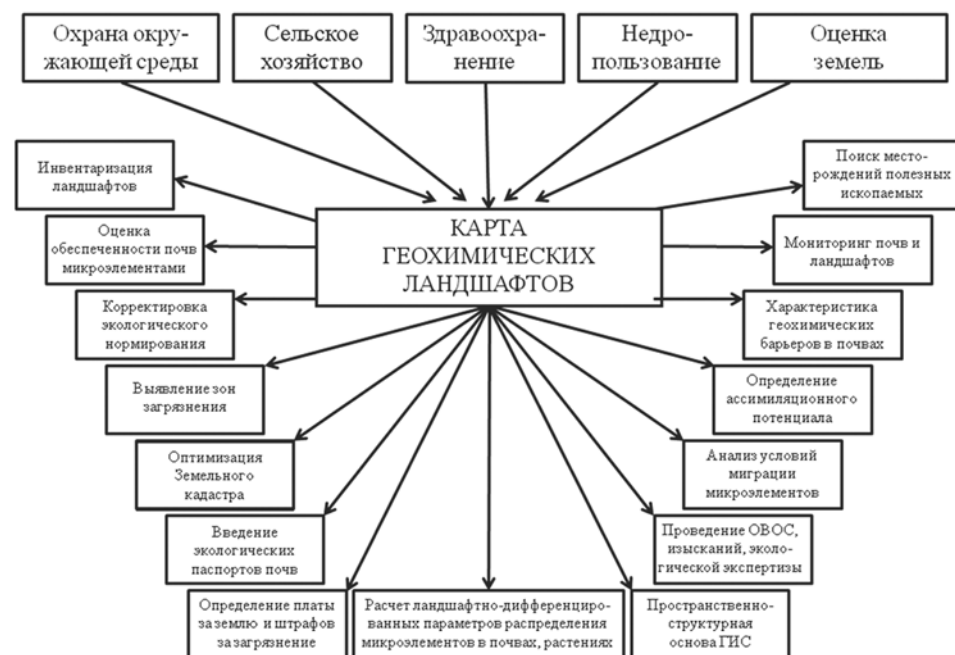 Охрана окру-
жающей среды
Сельское
хозяйство
Здравоохра-
нение
Недро-
пользование
Оценка
земель
Инвентаризация
ландшафтов
Поиск место-
рождений полезных
ископаемых
КАРТА
ГЕОХИМИЧЕСКИХ
ЛАНДШАФТОВ
Оценка
обеспеченности почв
микроэлементами
Мониторинг почв и
ландшафтов
Корректировка
экологического
нормирования
Характеристика
геохимических
барьеров в почвах
Выявление зон
загрязнения
Определение
ассимиляционного
потенциала
Оптимизация
Земельного
кадастра
Анализ условий
миграции
микроэлементов
Введение
экологических
паспортов почв
Проведение ОВОС,
изысканий, эколо-
гической экспертизы
Определение платы
за землю и штрафов
за загрязнение
Расчет ландшафтно-дифференциро-
ванных параметров распределения
микроэлементов в почвах, растениях
Пространственно-
структурная
основа ГИС